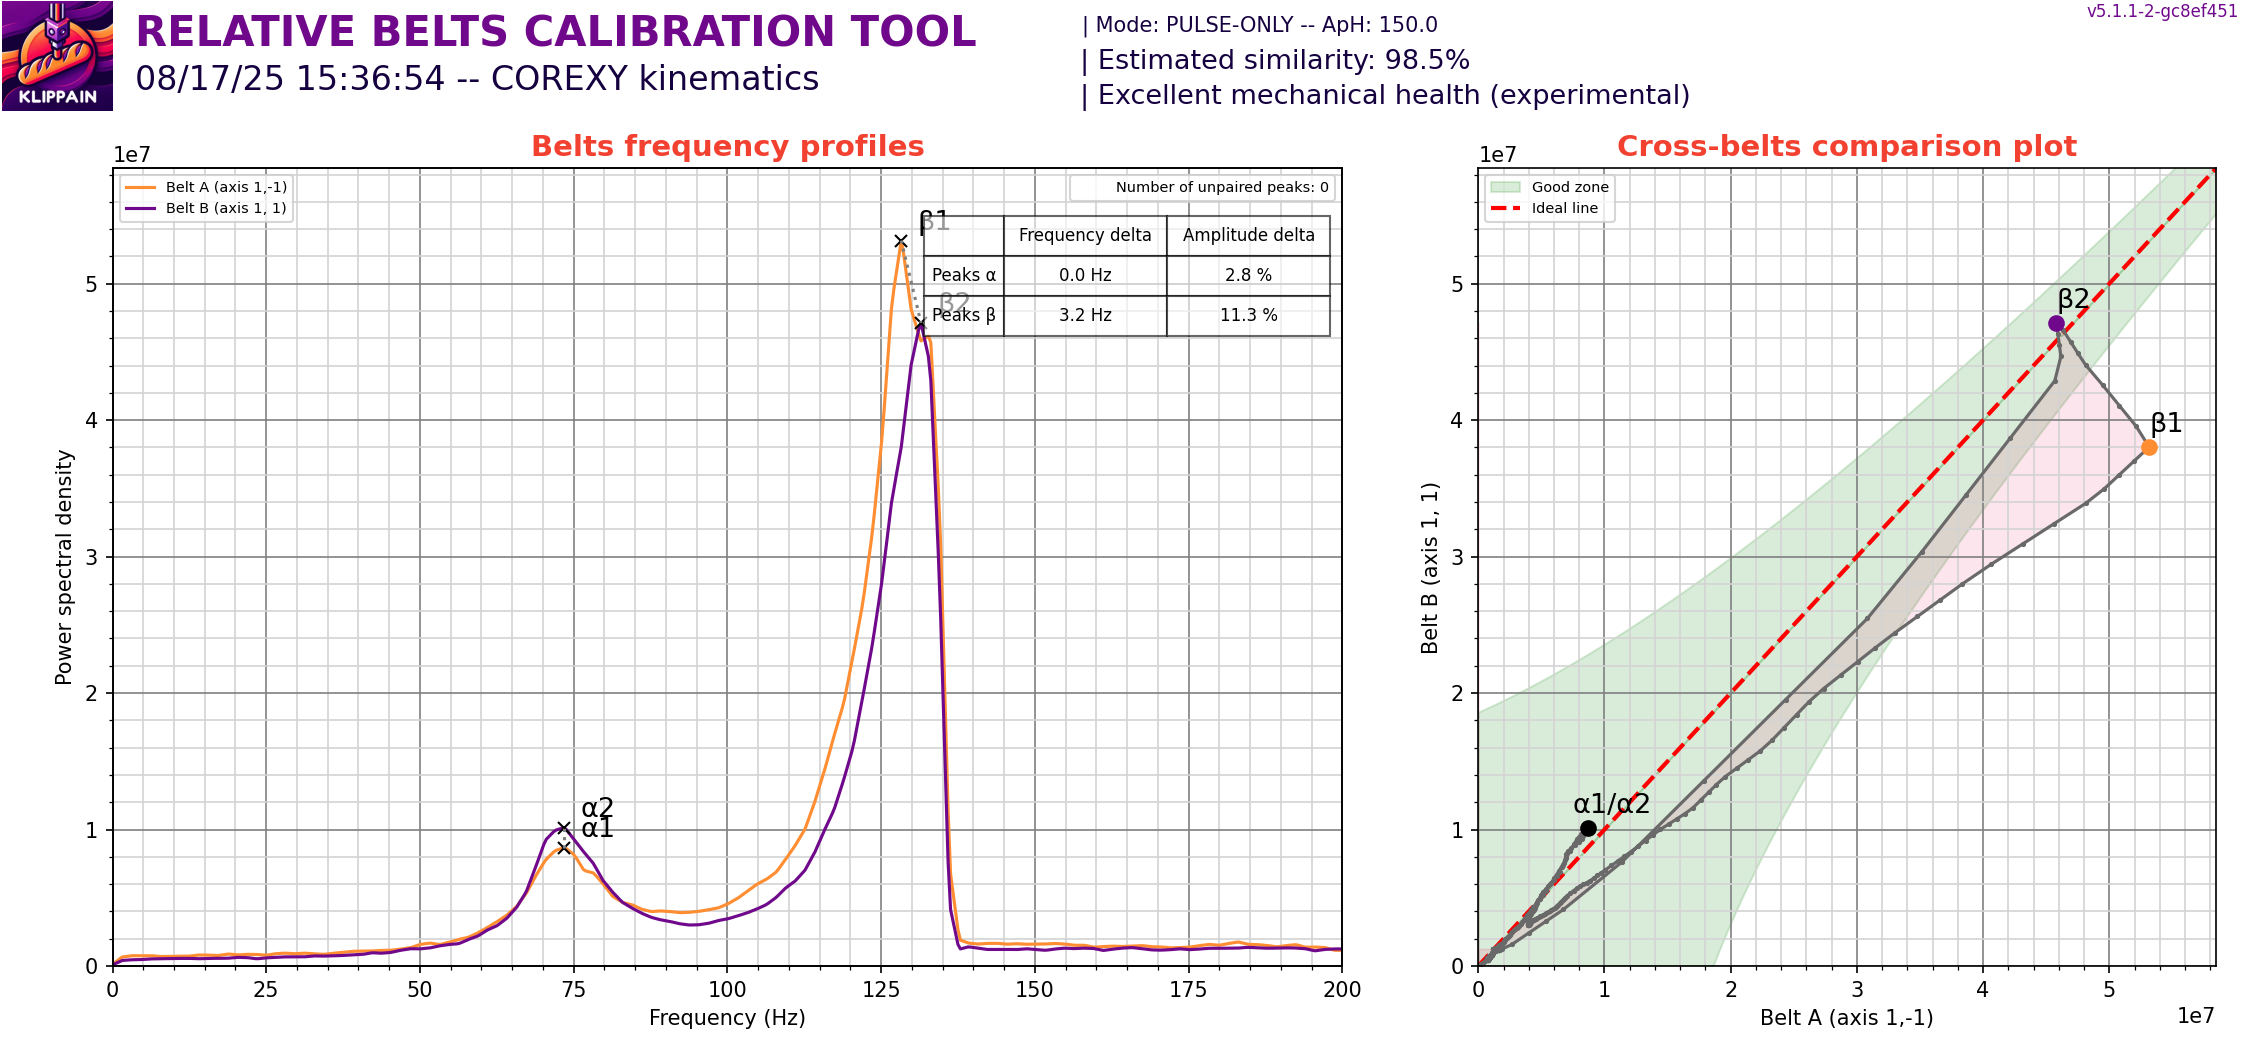 KLIPPAIN
RELATIVE BELTS CALIBRATION TOOL
08/17/25 15:36:54 -- COREXY kinematics
| Mode: PULSE-ONLY -- ApH: 150.0
| Estimated similarity: 98.5%
| Excellent mechanical health (experimental)
v5.1.1-2-gc8ef451
Belts frequency profiles
1e7
Belt A (axis 1,-1)
Belt B (axis 1, 1)
Number of unpaired peaks: 0
Frequency delta Amplitude delta
Peaks α 0.0 Hz 2.8 %
Peaks β 3.2 Hz 11.3 %
β1
β2
α2
α1
5
4
3
2
1
0
Power spectral density
0 25 50 75 100 125 150 175 200
Frequency (Hz)
Cross-belts comparison plot
1e7
Good zone
Ideal line
β2
β1
α1/α2
5
4
3
2
1
0
Belt B (axis 1, 1)
0 1 2 3 4 5
1e7
Belt A (axis 1,-1)